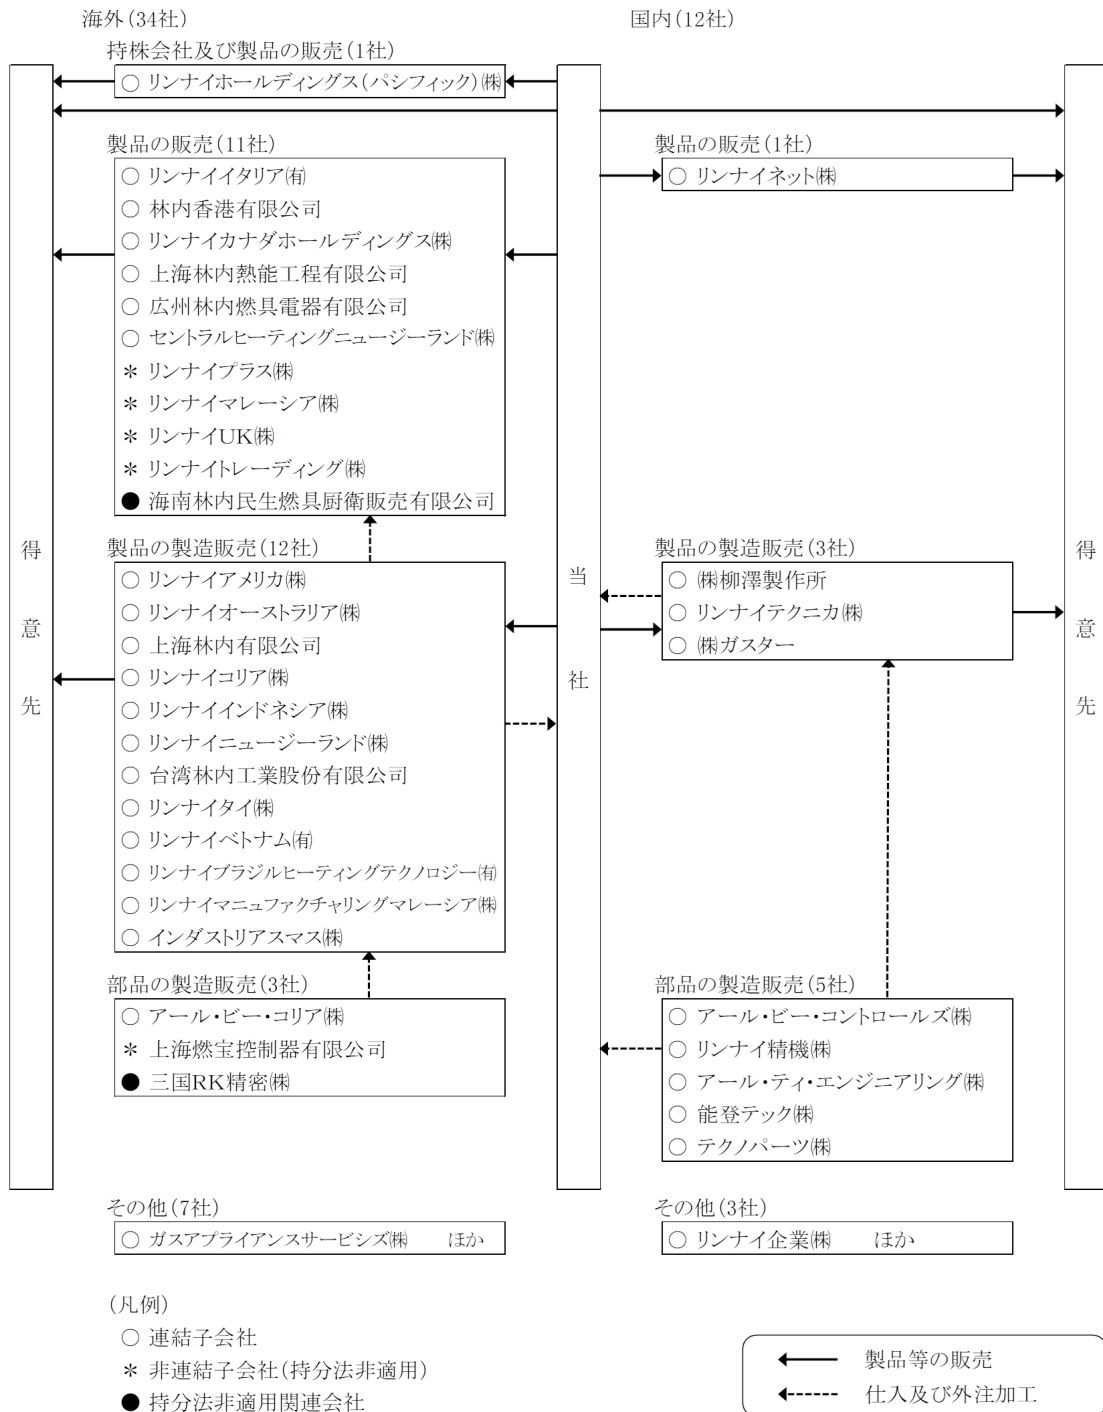 海外(34社)
国内(12社)
持株会社及び製品の販売(1社)
○ リンナイホールディングス(パシフィック)㈱
製品の販売(11社)
○ リンナイイタリア㈲
○ 林内香港有限公司
○ リンナイカナダホールディングス㈱
○ 上海林内熱能工程有限公司
○ 広州林内燃具電器有限公司
○ セントラルヒーティングニュージーランド㈱
＊ リンナイプラス㈱
＊ リンナイマレーシア㈱
＊ リンナイUK㈱
＊ リンナイトレーディング㈱
● 海南林内民生燃具厨衛販売有限公司
製品の製造販売(12社)
○ リンナイアメリカ㈱
○ リンナイオーストラリア㈱
○ 上海林内有限公司
○ リンナイコリア㈱
○ リンナイインドネシア㈱
○ リンナイニュージーランド㈱
○ 台湾林内工業股份有限公司
○ リンナイタイ㈱
○ リンナイベトナム㈲
○ リンナイブラジルヒーティングテクノロジー㈲
○ リンナイマニュファクチャリングマレーシア㈱
○ インダストリアスマス㈱
部品の製造販売(3社)
○ アール・ビー・コリア㈱
＊ 上海燃宝控制器有限公司
● 三国RK精密㈱
その他(7社)
○ ガスアプライアンスサービシズ㈱ ほか
得意先
当社
製品の販売(1社)
○ リンナイネット㈱
製品の製造販売(3社)
○ ㈱柳澤製作所
○ リンナイテクニカ㈱
○ ㈱ガスター
部品の製造販売(5社)
○ アール・ビー・コントロールズ㈱
○ リンナイ精機㈱
○ アール・ティ・エンジニアリング㈱
○ 能登テック㈱
○ テクノパーツ㈱
その他(3社)
○ リンナイ企業㈱ ほか
得意先
(凡例)
○ 連結子会社
＊ 非連結子会社(持分法非適用)
● 持分法非適用関連会社
製品等の販売
仕入及び外注加工